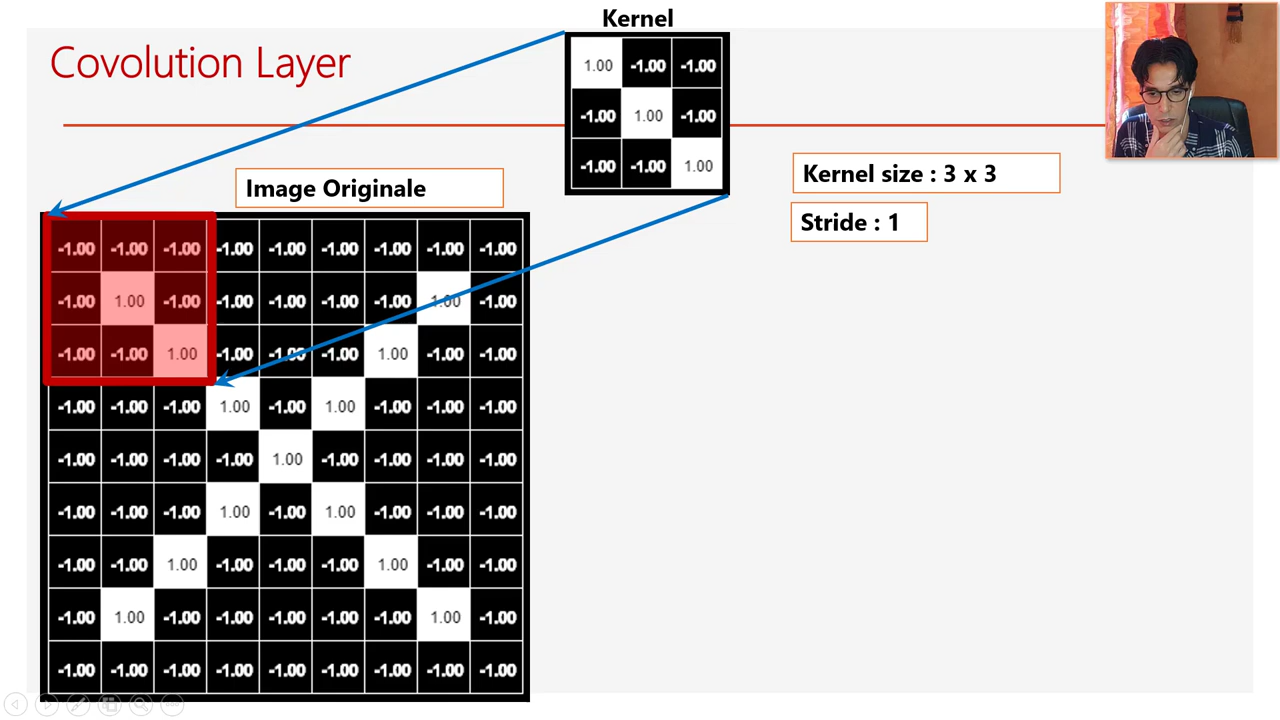 Kernel
Covolution Layer
1.00 -1.00 -1.00
-1.00 1.00 -1.00
-1.00 -1.00 1.00
Kernel size : 3 x 3
Image Originale
Stride : 1
-1.00 -1.00 -1.00 -1.00 -1.00 -1.00 -1.00 -1.00 -1.00
-1.00 1.00 -1.00 -1.00 -1.00 -1.00 -1.00 1.00 -1.00
-1.00 -1.00 1.00 -1.00 -1.00 -1.00 1.00 -1.00 -1.00
-1.00 -1.00 -1.00 1.00 -1.00 1.00 -1.00 -1.00 -1.00
-1.00 -1.00 -1.00 -1.00 1.00 -1.00 -1.00 -1.00 -1.00
-1.00 -1.00 -1.00 1.00 -1.00 1.00 -1.00 -1.00 -1.00
-1.00 -1.00 1.00 -1.00 -1.00 -1.00 1.00 -1.00 -1.00
-1.00 1.00 -1.00 -1.00 -1.00 -1.00 -1.00 1.00 -1.00
-1.00 -1.00 -1.00 -1.00 -1.00 -1.00 -1.00 -1.00 -1.00